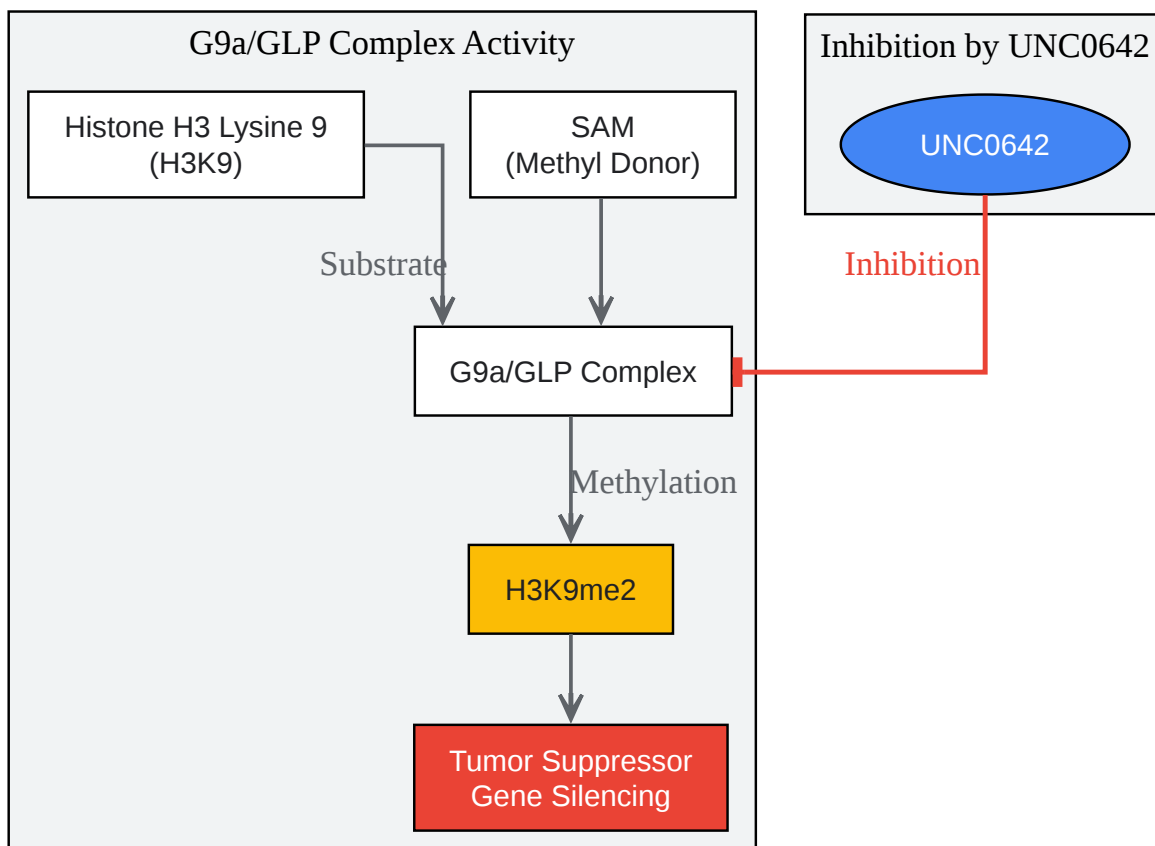 G9a/GLP Complex Activity
Inhibition by UNC0642
Histone H3 Lysine 9
(H3K9)
SAM
(Methyl Donor)
UNC0642
Substrate
Inhibition
G9a/GLP Complex
Methylation
H3K9me2
Tumor Suppressor
Gene Silencing